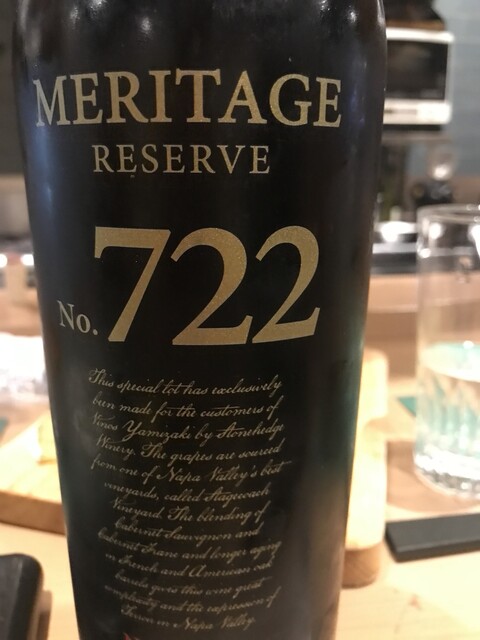 MERITAGE
RESERVE
No. 722
This special lot has exclusively
been made for the customers of
Vinos Yamizaki by Stonehedge
Winery. The grapes are sourced
from one of Napa Valley's best
vineyards, called Stagecoach
Vineyard. The blending of
Cabernet Sauvignon and
Cabernet Franc and longer aging
in French and American oak
barrels gives this wine great
complexity and the expression of
Terroir in Napa Valley.